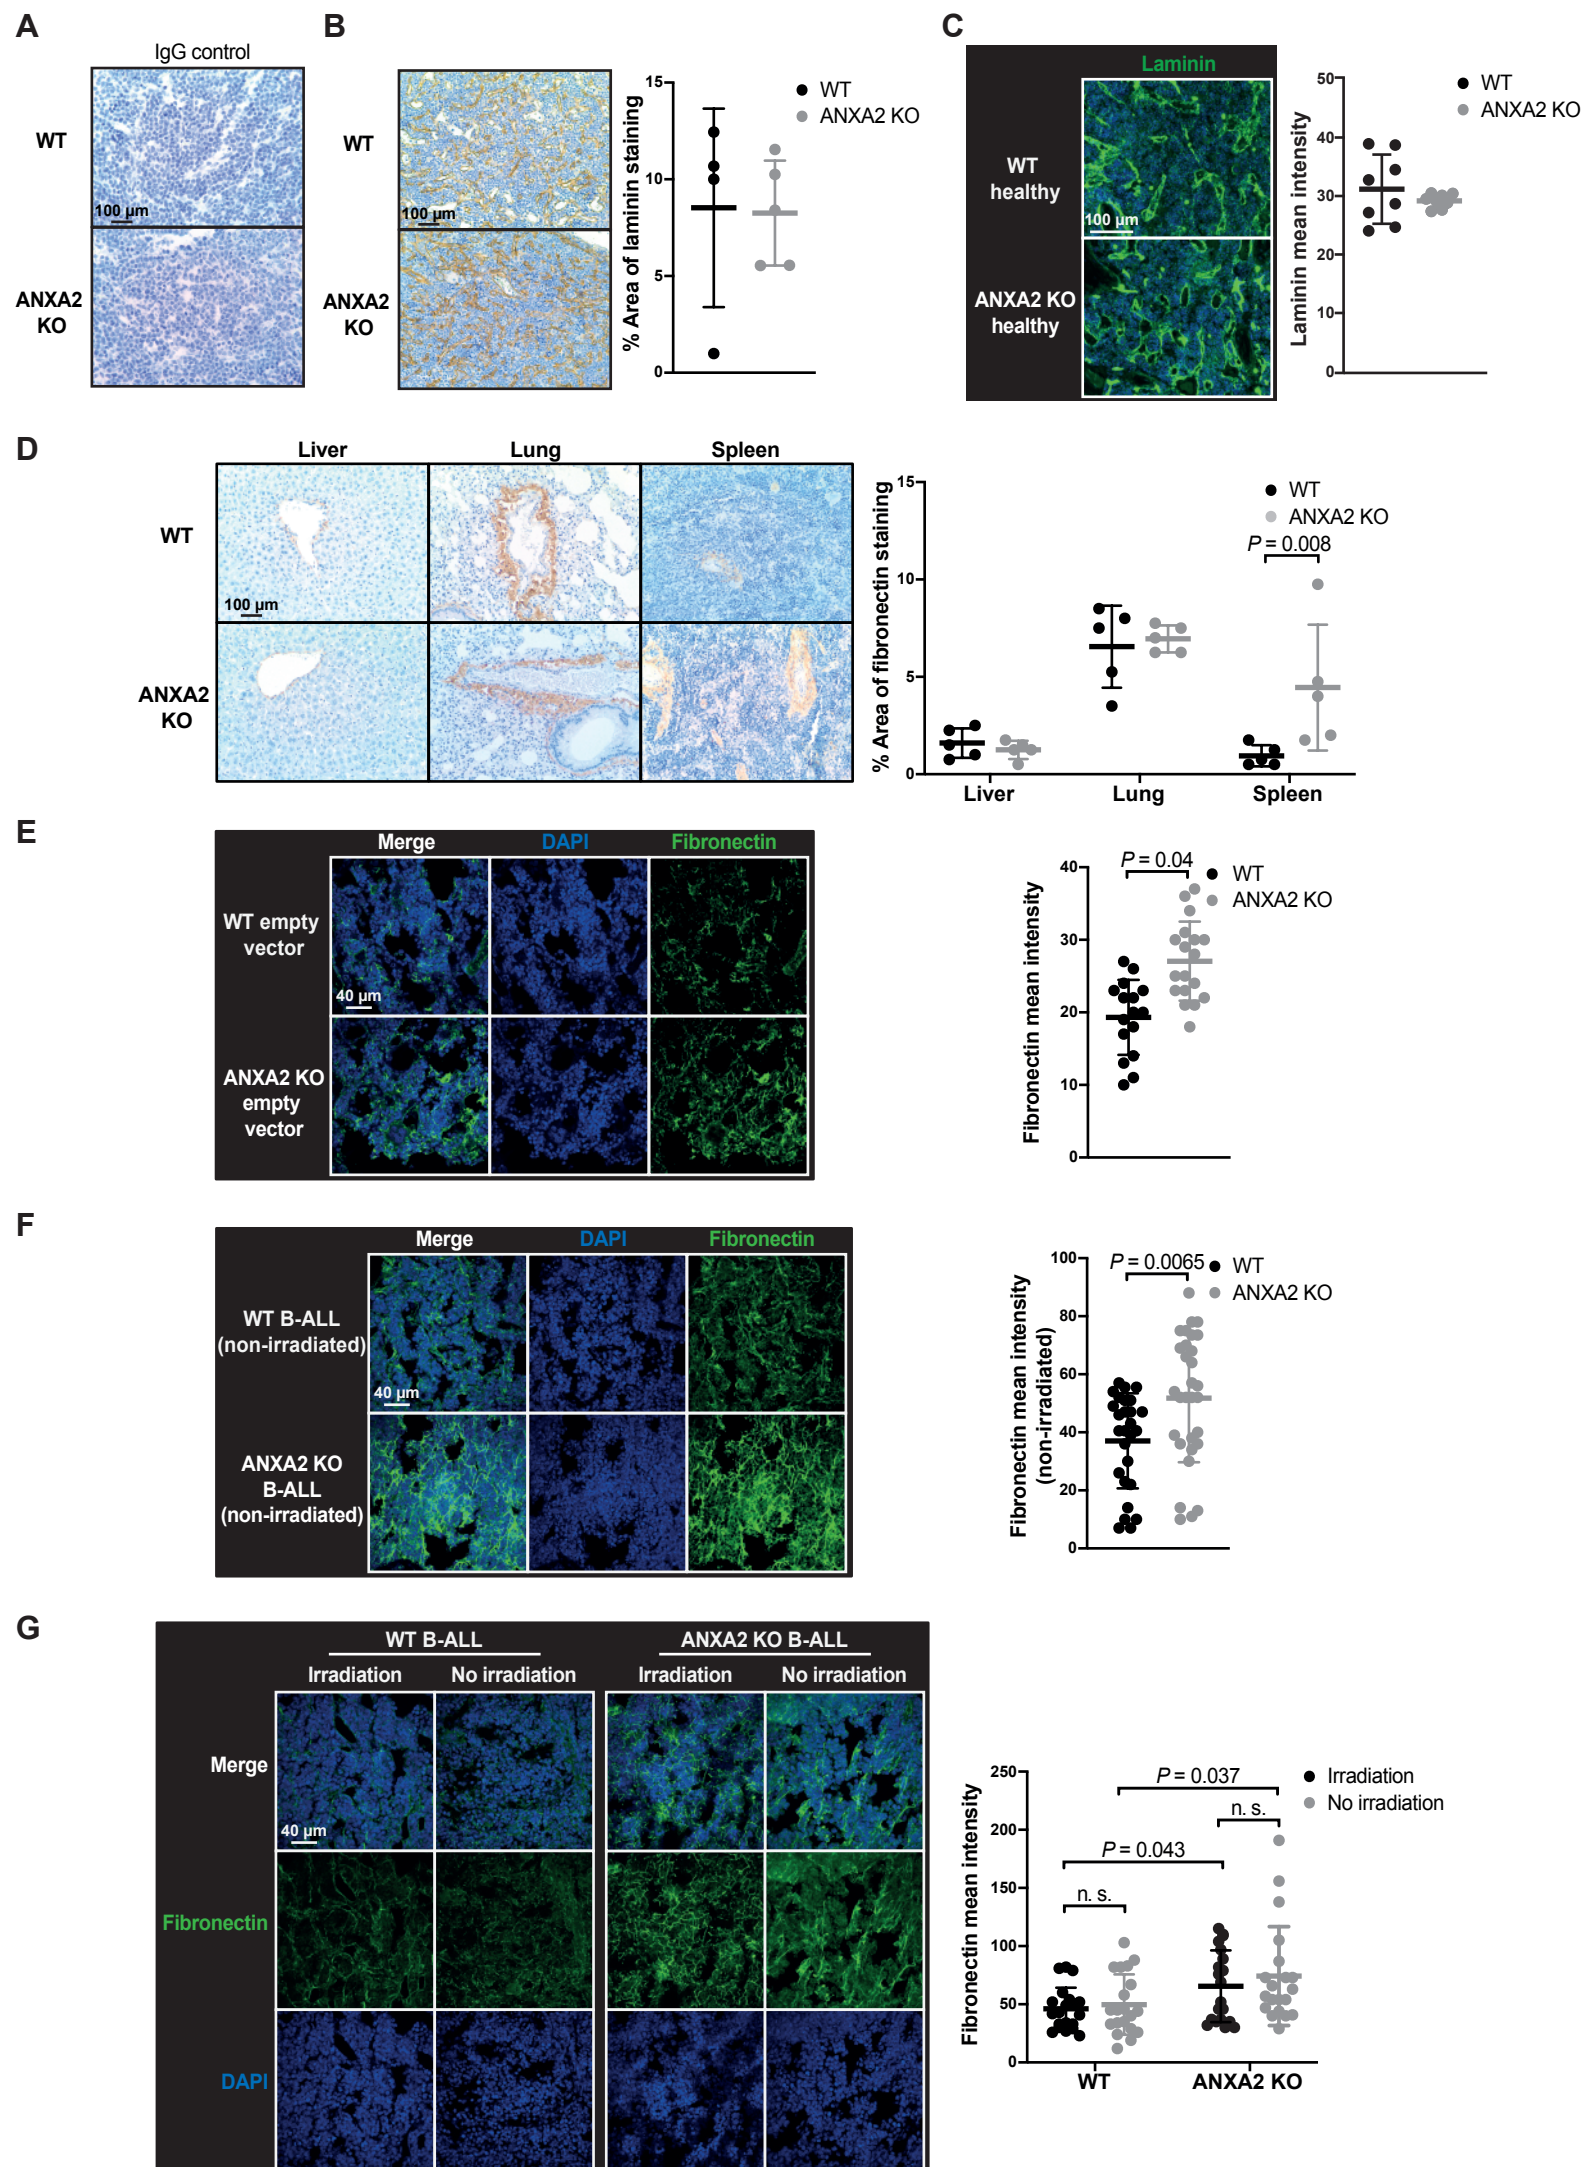 A
IgG control
WT
100 µm
ANXA2
KO
B
WT
100 µm
ANXA2
KO
% Area of laminin staining
15
10
5
0
WT
ANXA2 KO
C
Laminin
WT
healthy
100 µm
ANXA2 KO
healthy
Laminin mean intensity
50
40
30
20
10
0
WT
ANXA2 KO
D
Liver
Lung
Spleen
WT
100 µm
ANXA2
KO
% Area of fibronectin staining
15
10
5
0
WT
ANXA2 KO
P = 0.008
Liver
Lung
Spleen
E
Merge
DAPI
Fibronectin
WT empty
vector
40 µm
ANXA2 KO
empty
vector
Fibronectin mean intensity
40
30
20
10
0
P = 0.04
WT
ANXA2 KO
F
Merge
DAPI
Fibronectin
WT B-ALL
(non-irradiated)
40 µm
ANXA2 KO
B-ALL
(non-irradiated)
Fibronectin mean intensity
(non-irradiated)
100
80
60
40
20
0
P = 0.0065
WT
ANXA2 KO
G
WT B-ALL
ANXA2 KO B-ALL
Irradiation
No irradiation
Irradiation
No irradiation
Merge
40 µm
Fibronectin
DAPI
Fibronectin mean intensity
250
200
150
100
50
0
P = 0.037
n. s.
P = 0.043
n. s.
Irradiation
No irradiation
WT
ANXA2 KO